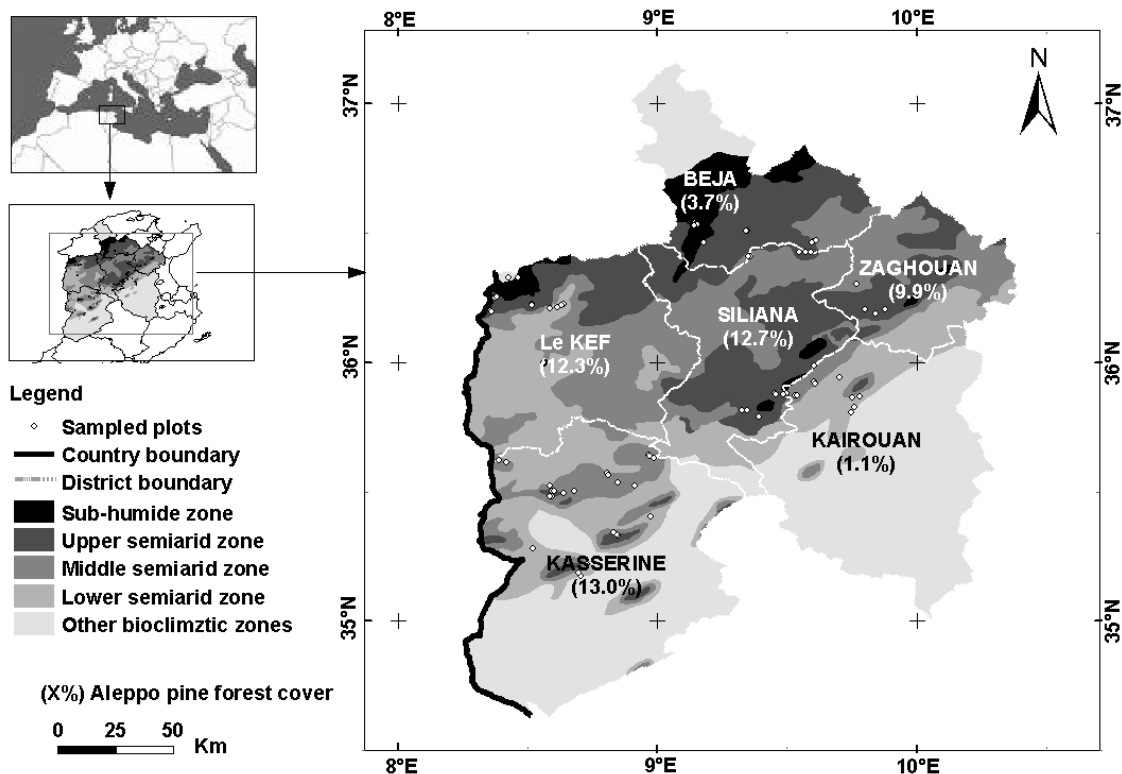 8°E 9°E 10°E
N
37°N 37°N
BEJA
(3.7%)
ZAGHOUAN
(9.9%)
SILIANA
(12.7%)
Le KEF
(12.3%)
36°N 36°N
KAIROUAN
(1.1%)
KASSERINE
(13.0%)
35°N 35°N
8°E 9°E 10°E
Legend
Sampled plots
Country boundary
District boundary
Sub-humide zone
Upper semiarid zone
Middle semiarid zone
Lower semiarid zone
Other bioclimztic zones
(X%) Aleppo pine forest cover
0 25 50
Km